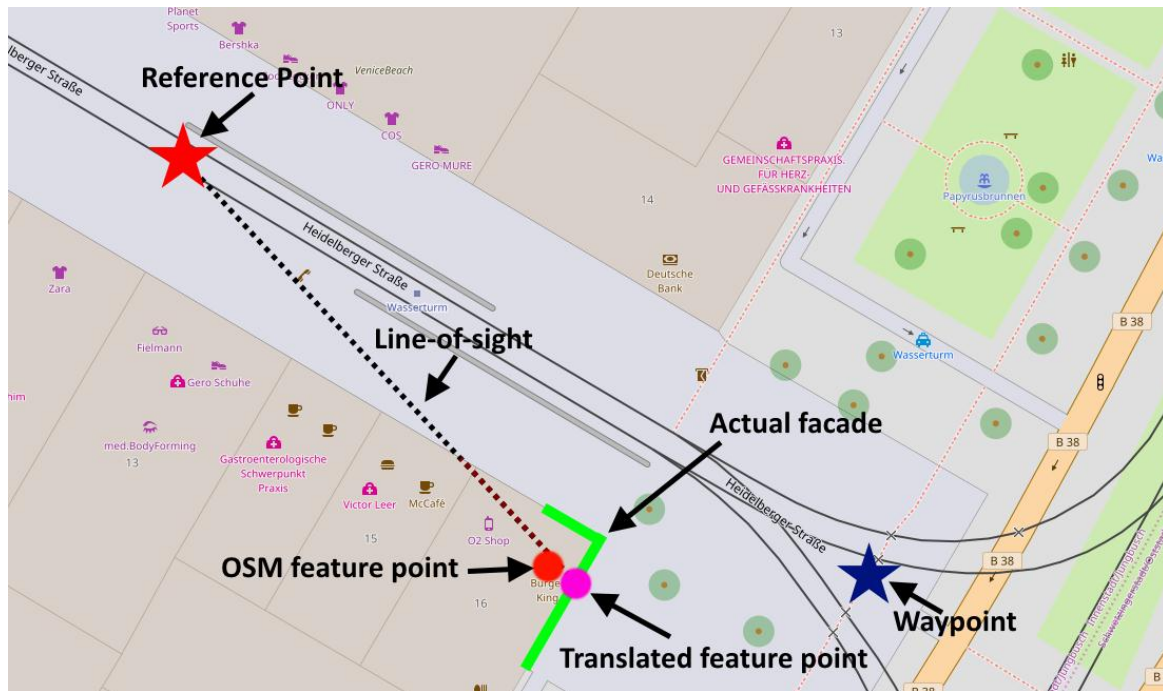 Planet
Sports
Bershka
13
VeniceBeach
Reference Point
Heidelberger Straße
ONLY
COS
GERO MURE
GEMEINSCHAFTSPRAXIS.
FÜR HERZ-
UND GEFÄSSKRANKHEITEN
Papyrusbrunnen
14
Heidelberger Straße
Deutsche
Bank
Zara
Wasserturm
B 38
Fielmann
Line-of-sight
Wasserturm
Gero Schuhe
med.BodyForming
13
Gastroenterologische
Schwerpunkt
Praxis
Victor Leer
McCafé
Actual facade
B 38
Heidelberger Straße
O2 Shop
15
OSM feature point
Burger
King
16
B 38
Waypoint
Translated feature point
B 38
B